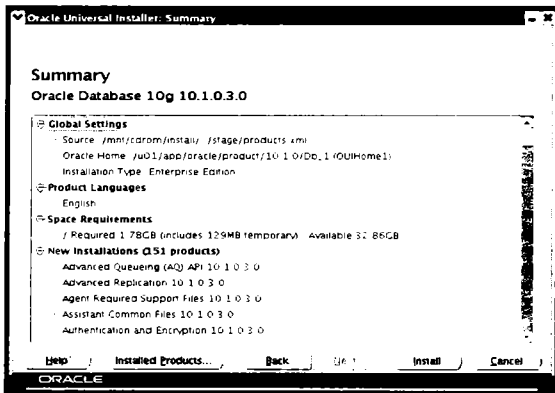 Oracle Universal Installer: Summary
Summary
Oracle Database 10g 10.1.0.3.0
Global Settings
Source /mnt/cdrom/install/ /stage/products.xml
Oracle Home /u01/app/oracle/product/10.1.0/Db_1 (OUIHome1)
Installation Type Enterprise Edition
Product Languages
English
Space Requirements
/ Required 1.78GB (includes 129MB temporary) Available 32.86GB
New Installations (151 products)
Advanced Queueing (AQ) API 10.1.0.3.0
Advanced Replication 10.1.0.3.0
Agent Required Support Files 10.1.0.3.0
Assistant Common Files 10.1.0.3.0
Authentication and Encryption 10.1.0.3.0
Help Installed Products... Back Install Cancel
ORACLE